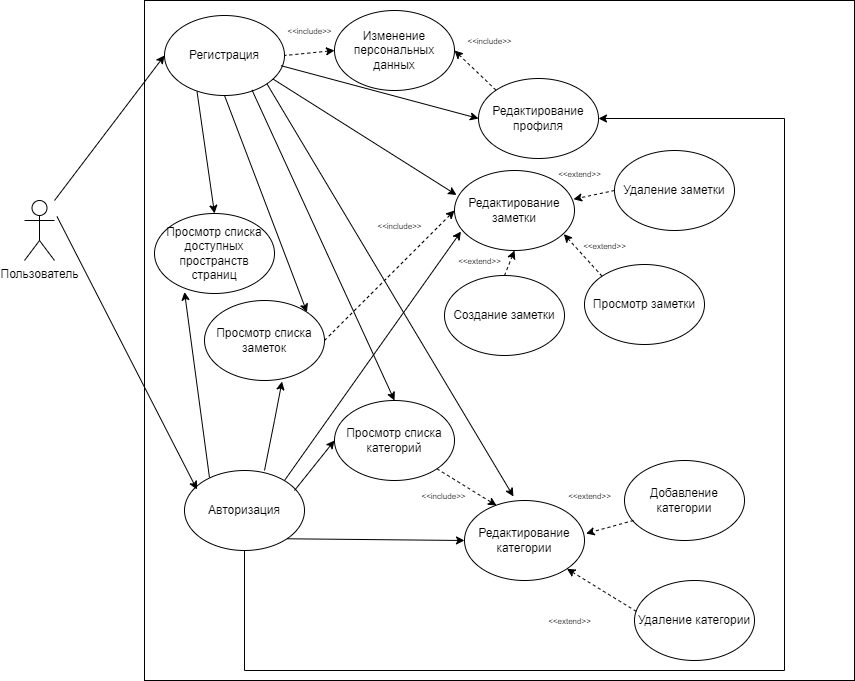 Регистрация
<<include>>
Изменение
персональных
данных
<<include>>
Редактирование
профиля
Пользователь
Просмотр списка
доступных
пространств
страниц
<<include>>
Редактирование
заметки
<<extend>>
Удаление заметки
<<extend>>
<<extend>>
Создание заметки
Просмотр заметки
Просмотр списка
заметок
Просмотр списка
категорий
<<include>>
Авторизация
Редактирование
категории
<<extend>>
Добавление
категории
<<extend>>
Удаление категории